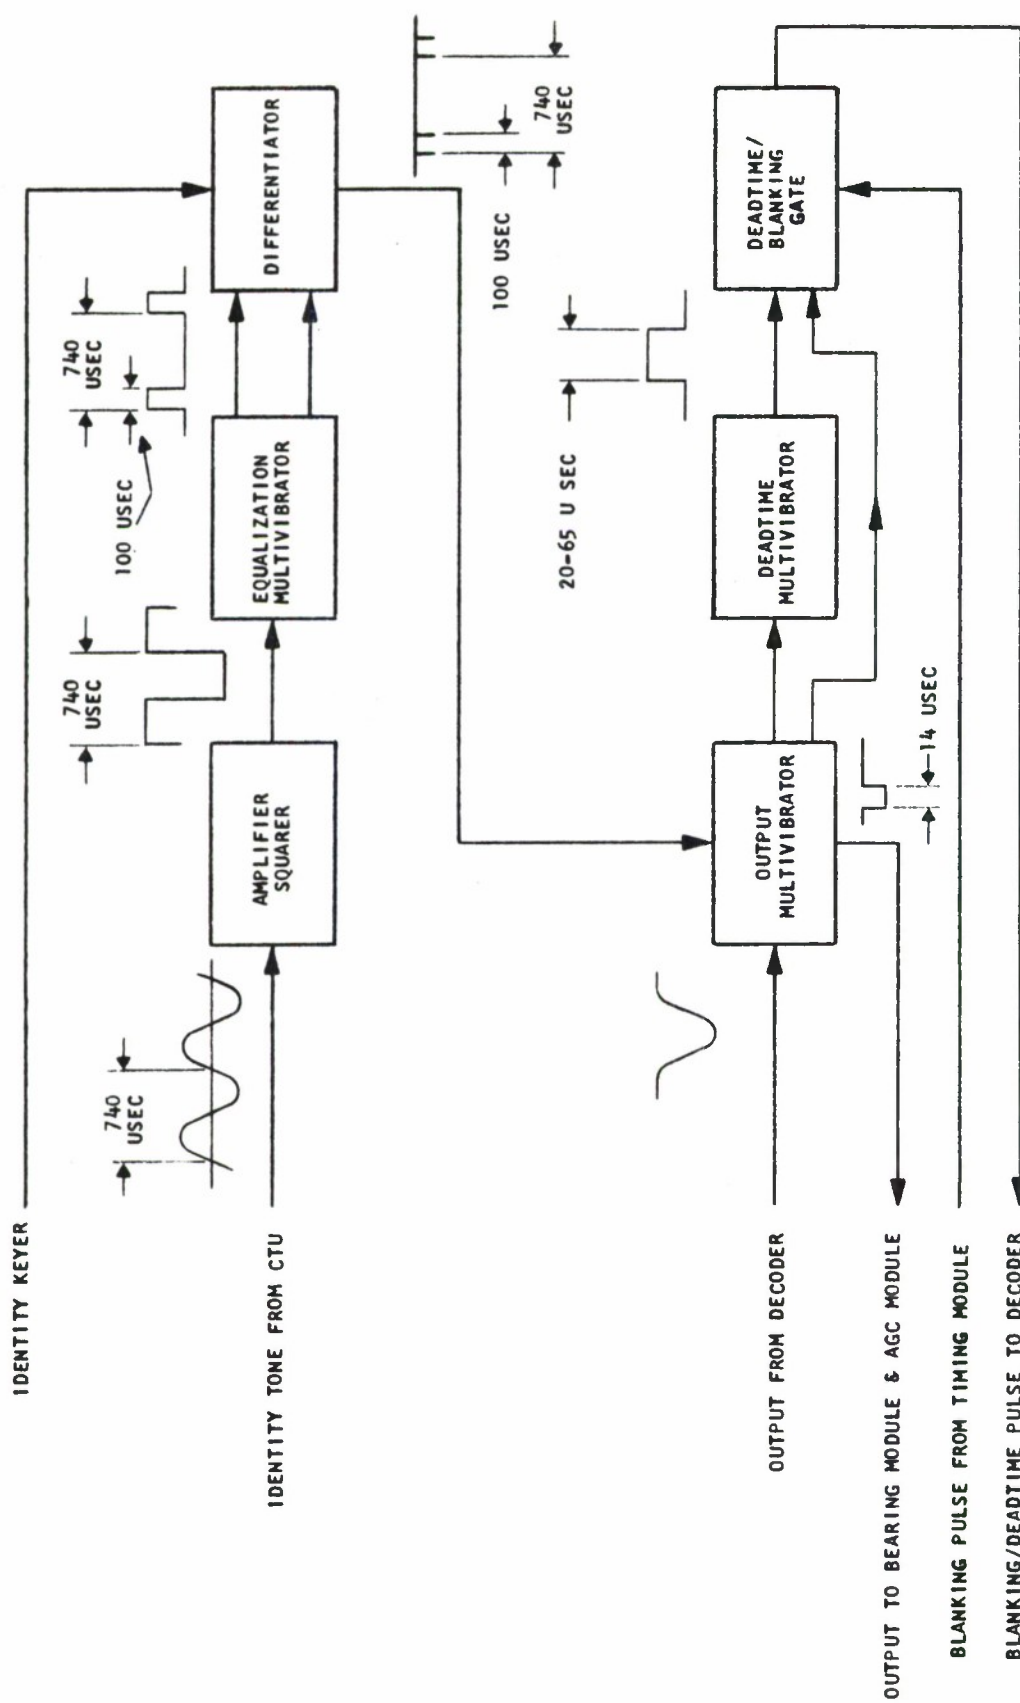 IDENTITY KEYER
740
USEC
740
USEC
100 USEC
740
USEC
IDENTITY TONE FROM CTU
AMPLIFIER
SQUARER
EQUALIZATION
MULTIVIBRATOR
DIFFERENTIATOR
100 USEC
740
USEC
20-65 U SEC
OUTPUT FROM DECODER
OUTPUT
MULTIVIBRATOR
DEADTIME
MULTIVIBRATOR
DEADTIME/
BLANKING
GATE
14 USEC
OUTPUT TO BEARING MODULE & AGC MODULE
BLANKING PULSE FROM TIMING MODULE
BLANKING/DEADTIME PULSE TO DECODER